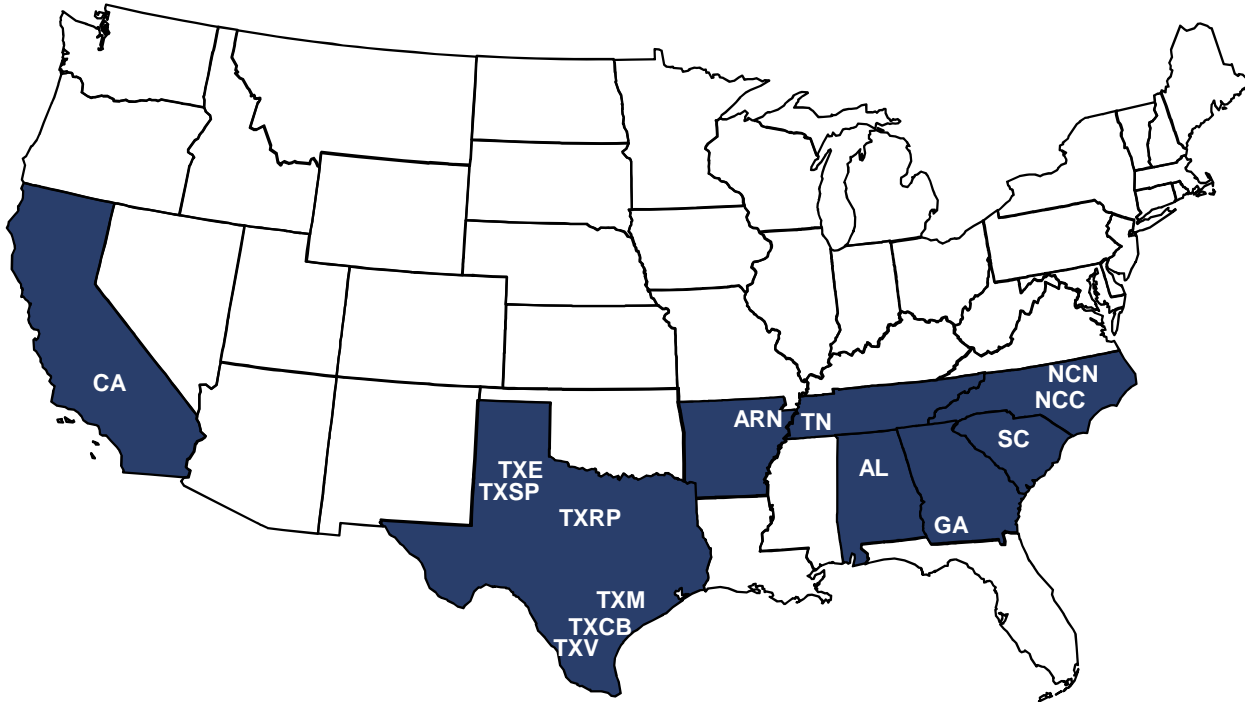 CA
NCN
NCC
ARN
TN
SC
AL
TXE
TXSP
TXRP
GA
TXM
TXCB
TXV